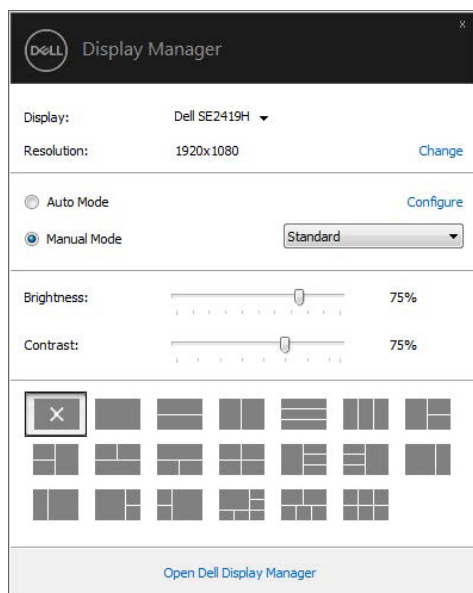 x
DELL Display Manager
Display: Dell SE2419H
Resolution: 1920x1080 Change
Auto Mode Configure
Manual Mode Standard
Brightness: 75%
Contrast: 75%
Open Dell Display Manager